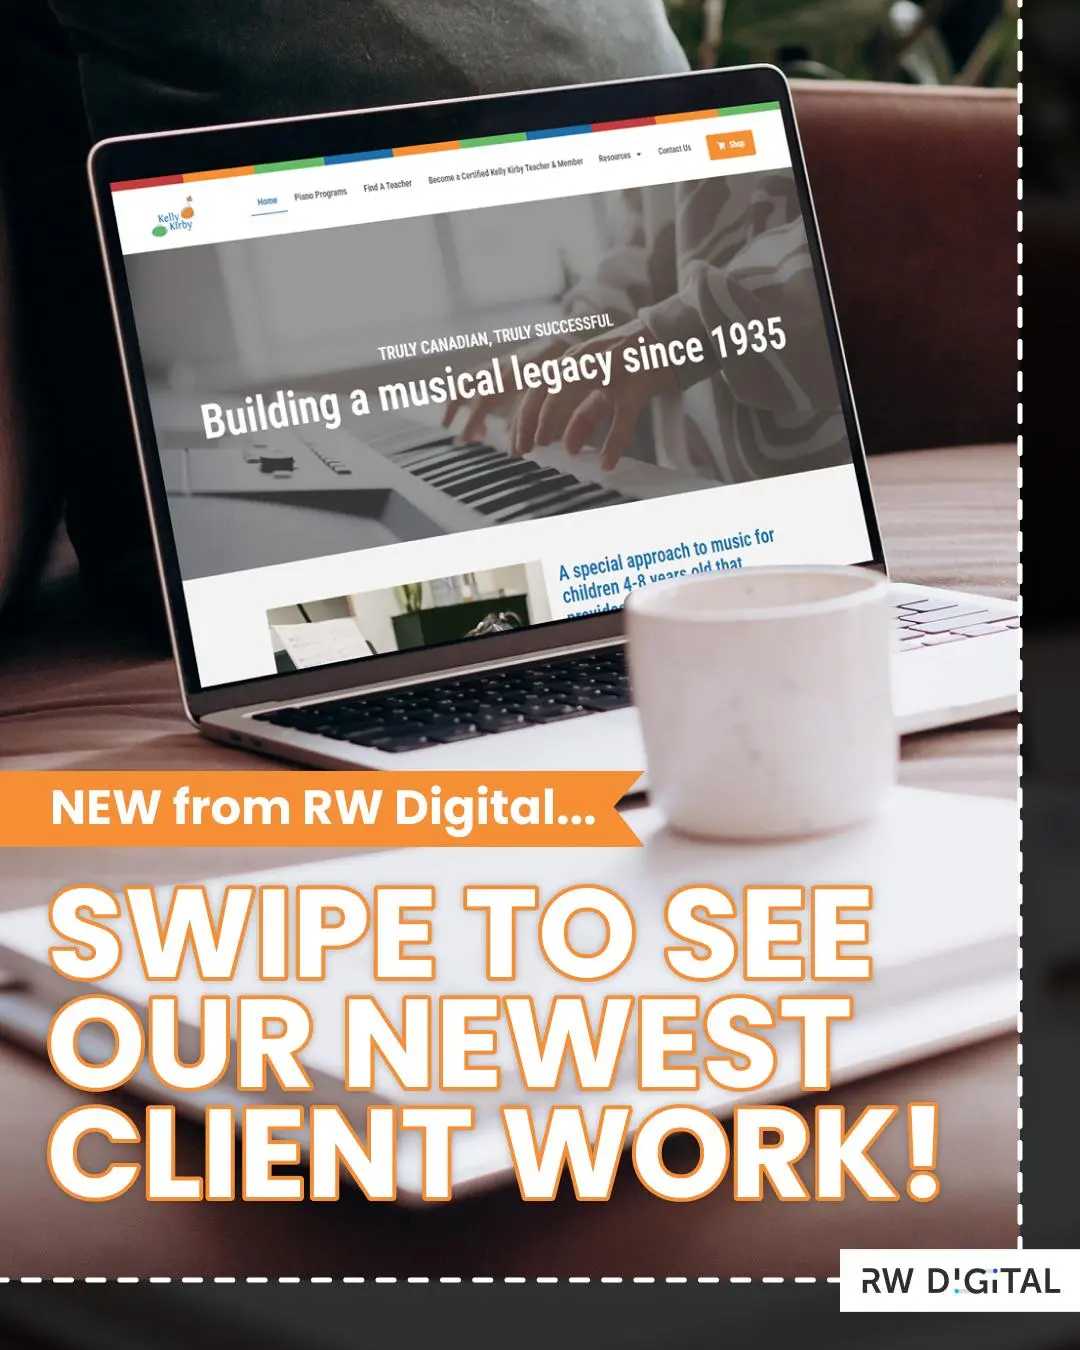 Home
Piano Programs
Find A Teacher
Become a Certified Kelly Kirby Teacher & Member
Resources
Contact Us
Shop
Kelly
Kirby
TRULY CANADIAN, TRULY SUCCESSFUL
Building a musical legacy since 1935
A special approach to music for
children 4-8 years old that
provides
NEW from RW Digital...
SWIPE TO SEE
OUR NEWEST
CLIENT WORK!
RW DIGITAL